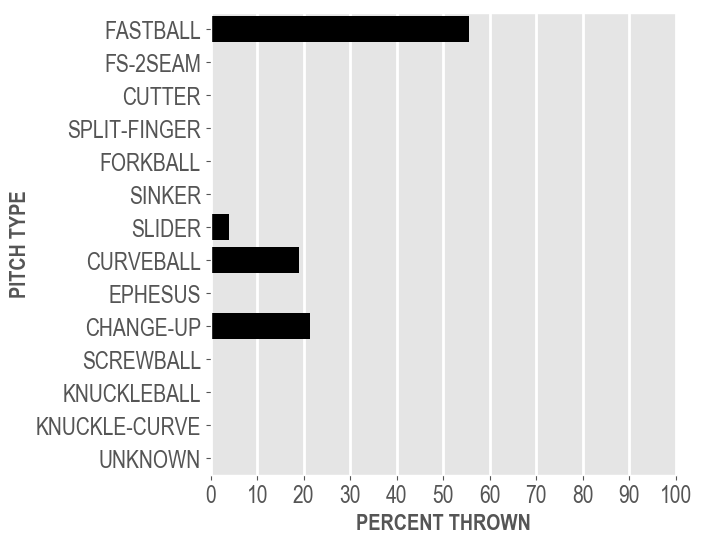 FASTBALL
FS-2SEAM
CUTTER
SPLIT-FINGER
FORKBALL
SINKER
SLIDER
CURVEBALL
EPHESUS
CHANGE-UP
SCREWBALL
KNUCKLEBALL
KNUCKLE-CURVE
UNKNOWN
PITCH TYPE
0 10 20 30 40 50 60 70 80 90 100
PERCENT THROWN